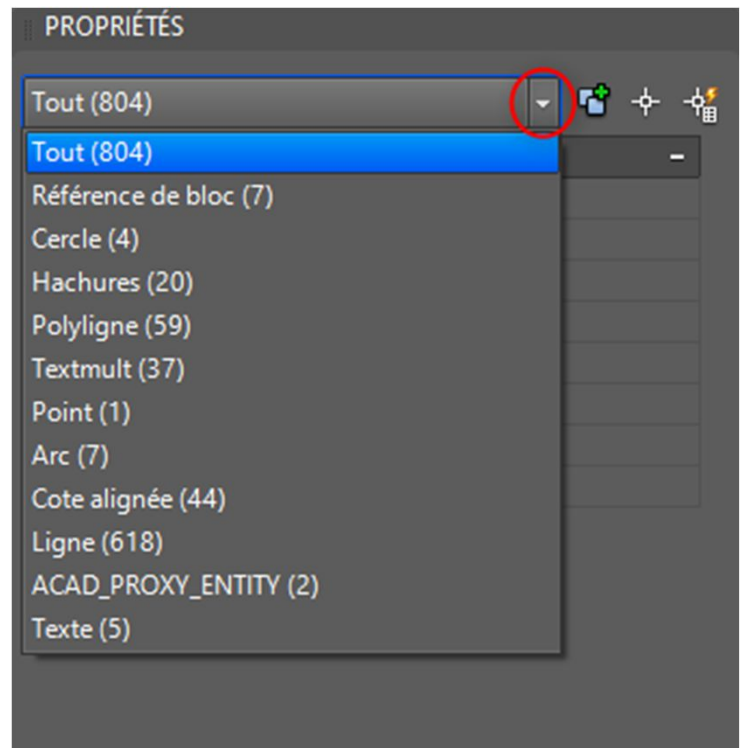 PROPRIÉTÉS
Tout (804)
Tout (804)
Référence de bloc (7)
Cercle (4)
Hachures (20)
Polyligne (59)
Textmult (37)
Point (1)
Arc (7)
Cote alignée (44)
Ligne (618)
ACAD_PROXY_ENTITY (2)
Texte (5)